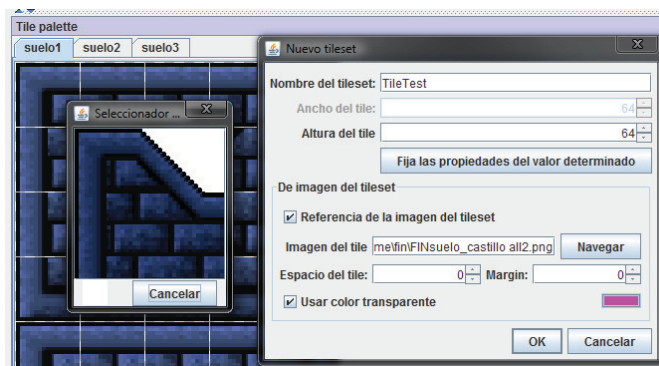 Tile palette
suelo1 suelo2 suelo3
Seleccionador ...
Cancelar
Nuevo tileset
Nombre del tileset: TileTest
Ancho del tile: 64
Altura del tile 64
Fija las propiedades del valor determinado
De imagen del tileset
Referencia de la imagen del tileset
Imagen del tile me\fin\FINsuelo_castillo all2.png Navegar
Espacio del tile: 0 Margin: 0
Usar color transparente
OK Cancelar